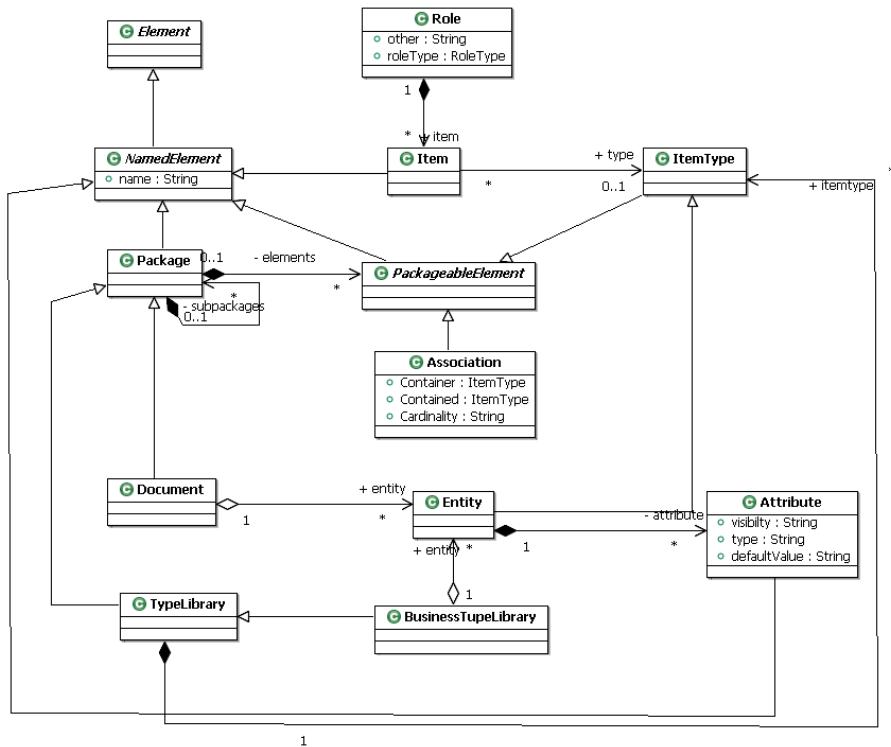 Element
Role
other : String
roleType : RoleType
1
* + item
NamedElement
name : String
Item
+ type
*
0..1
ItemType
+ itemtype
Package
0..1
- elements
*
PackageableElement
*
- subpackages
0..1
Association
Container : ItemType
Contained : ItemType
Cardinality : String
Document
+ entity
1
*
Entity
- attribute
1
*
Attribute
visibilty : String
type : String
defaultValue : String
+ entity *
1
TypeLibrary
BusinessTupeLibrary
1